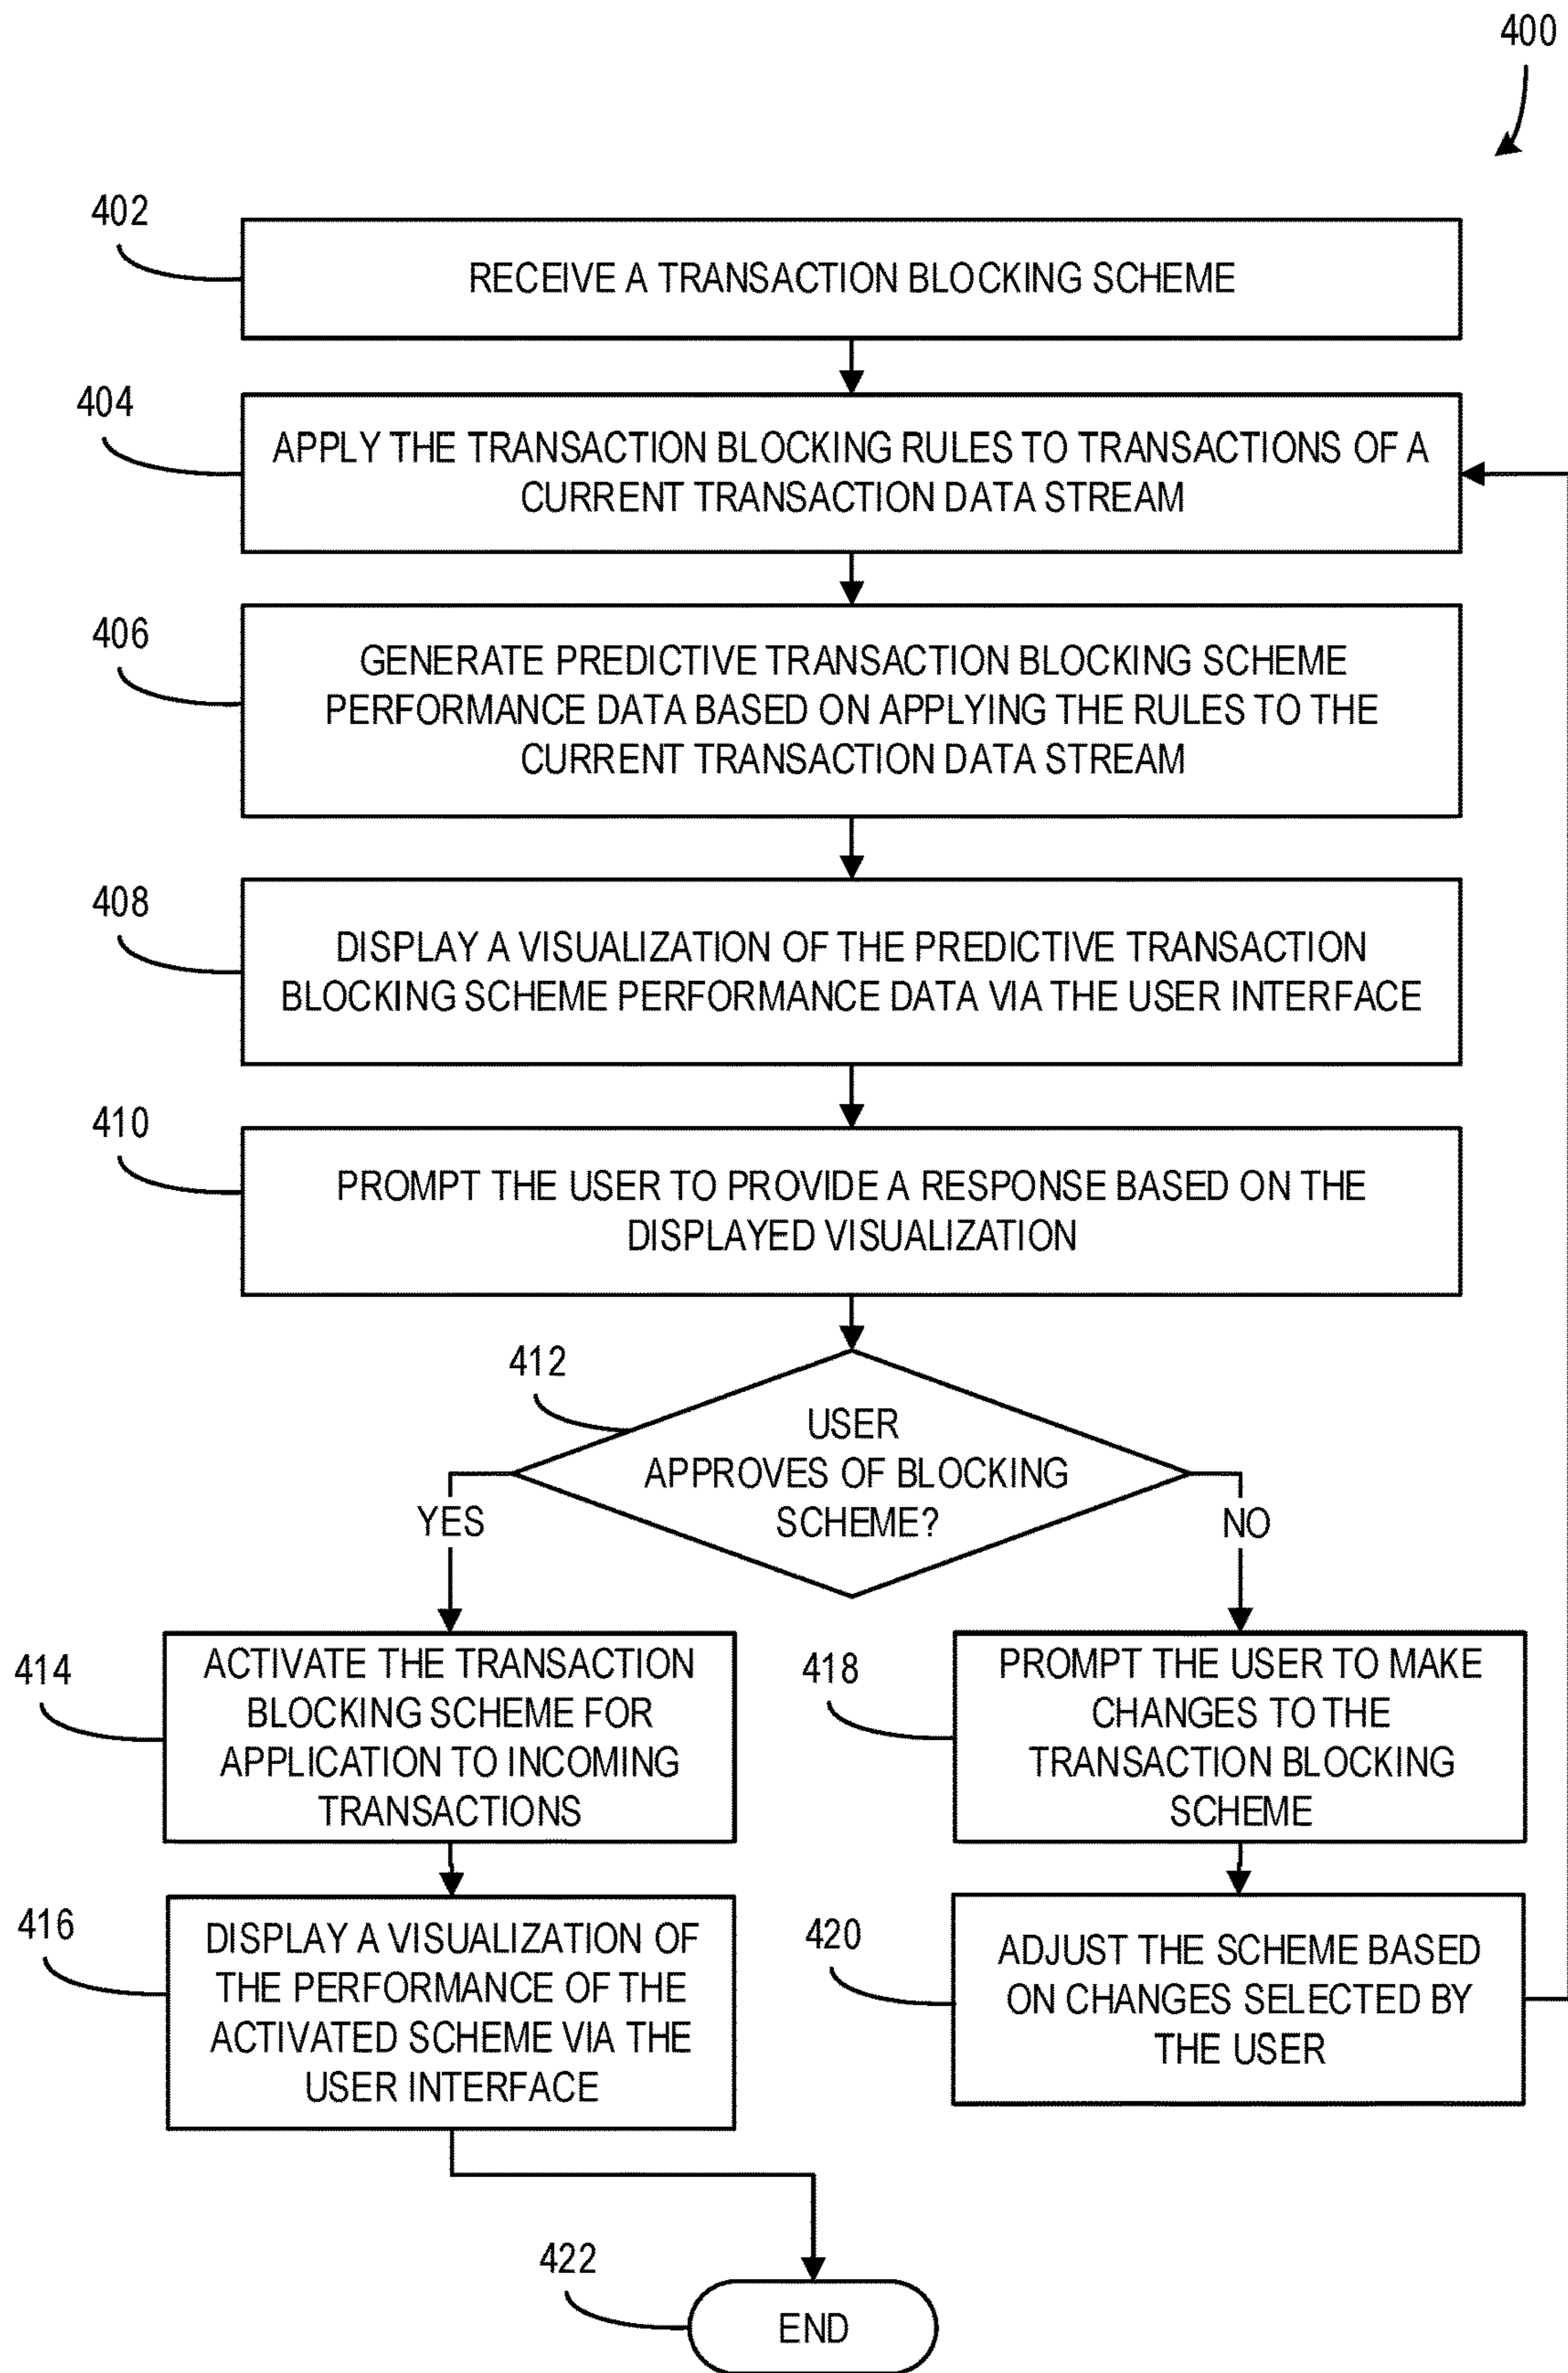 400
402
RECEIVE A TRANSACTION BLOCKING SCHEME
404
APPLY THE TRANSACTION BLOCKING RULES TO TRANSACTIONS OF A
CURRENT TRANSACTION DATA STREAM
406
GENERATE PREDICTIVE TRANSACTION BLOCKING SCHEME
PERFORMANCE DATA BASED ON APPLYING THE RULES TO THE
CURRENT TRANSACTION DATA STREAM
408
DISPLAY A VISUALIZATION OF THE PREDICTIVE TRANSACTION
BLOCKING SCHEME PERFORMANCE DATA VIA THE USER INTERFACE
410
PROMPT THE USER TO PROVIDE A RESPONSE BASED ON THE
DISPLAYED VISUALIZATION
412
USER
APPROVES OF BLOCKING
SCHEME?
YES
NO
414
ACTIVATE THE TRANSACTION
BLOCKING SCHEME FOR
APPLICATION TO INCOMING
TRANSACTIONS
418
PROMPT THE USER TO MAKE
CHANGES TO THE
TRANSACTION BLOCKING
SCHEME
416
DISPLAY A VISUALIZATION OF
THE PERFORMANCE OF THE
ACTIVATED SCHEME VIA THE
USER INTERFACE
420
ADJUST THE SCHEME BASED
ON CHANGES SELECTED BY
THE USER
422
END